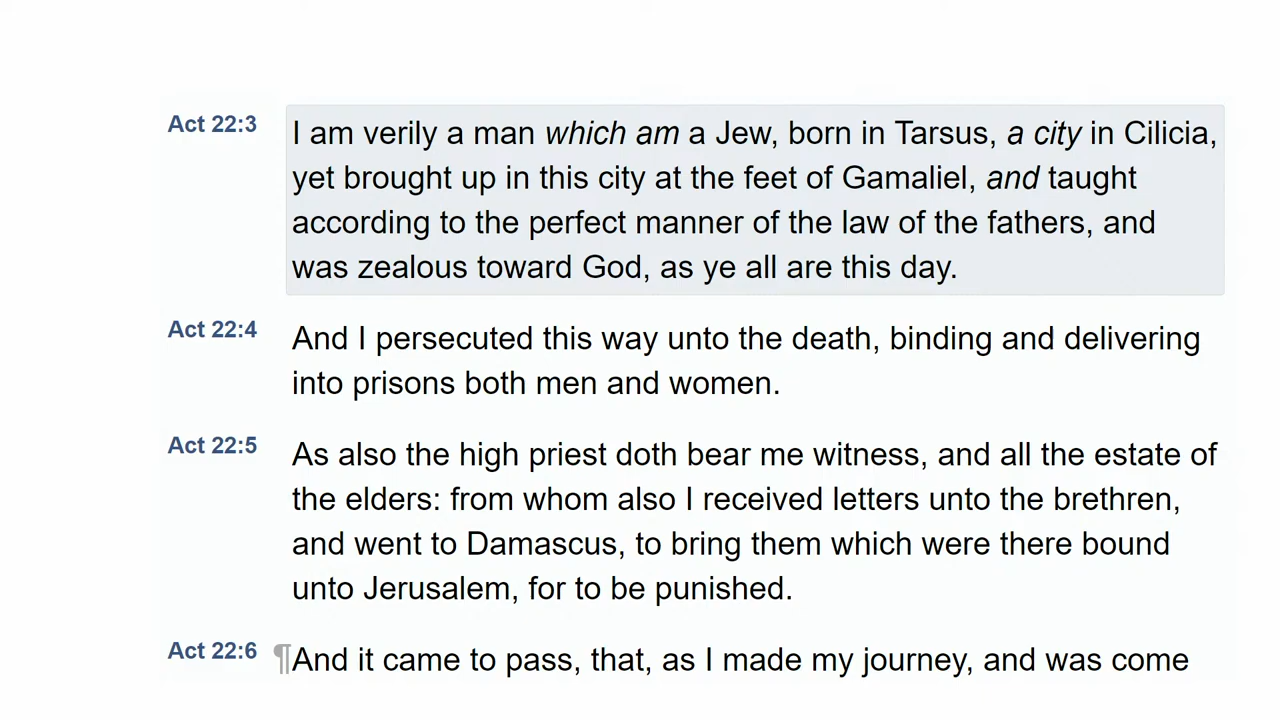 Act 22:3 I am verily a man which am a Jew, born in Tarsus, a city in Cilicia,
yet brought up in this city at the feet of Gamaliel, and taught
according to the perfect manner of the law of the fathers, and
was zealous toward God, as ye all are this day.
Act 22:4 And I persecuted this way unto the death, binding and delivering
into prisons both men and women.
Act 22:5 As also the high priest doth bear me witness, and all the estate of
the elders: from whom also I received letters unto the brethren,
and went to Damascus, to bring them which were there bound
unto Jerusalem, for to be punished.
Act 22:6 ¶And it came to pass, that, as I made my journey, and was come